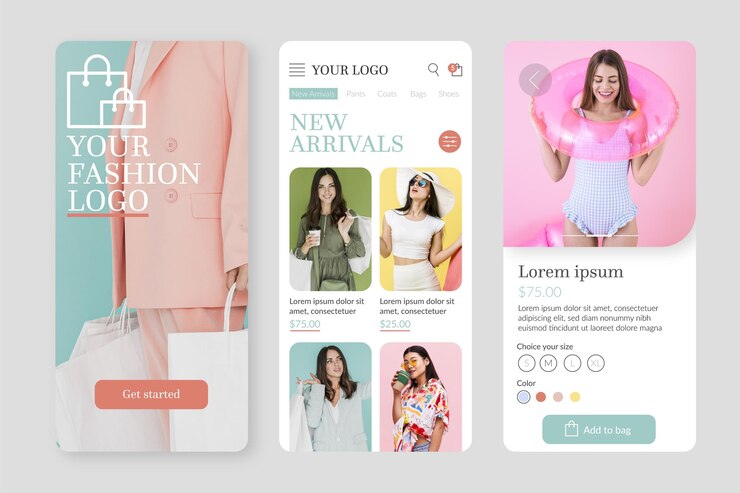 YOUR
FASHION
LOGO
Get started
YOUR LOGO
5
New Arrivals Pants Coats Bags Shoes
NEW
ARRIVALS
Lorem ipsum dolor sit
amet, consectetuer
$75.00
Lorem ipsum dolor sit
amet, consectetuer
$25.00
Lorem ipsum
$75.00
Lorem ipsum dolor sit amet, consectetuer
adipiscing elit, sed diam nonummy nibh
euismod tincidunt ut laoreet dolore magna
Choice your size
S M L XL
Color
Add to bag